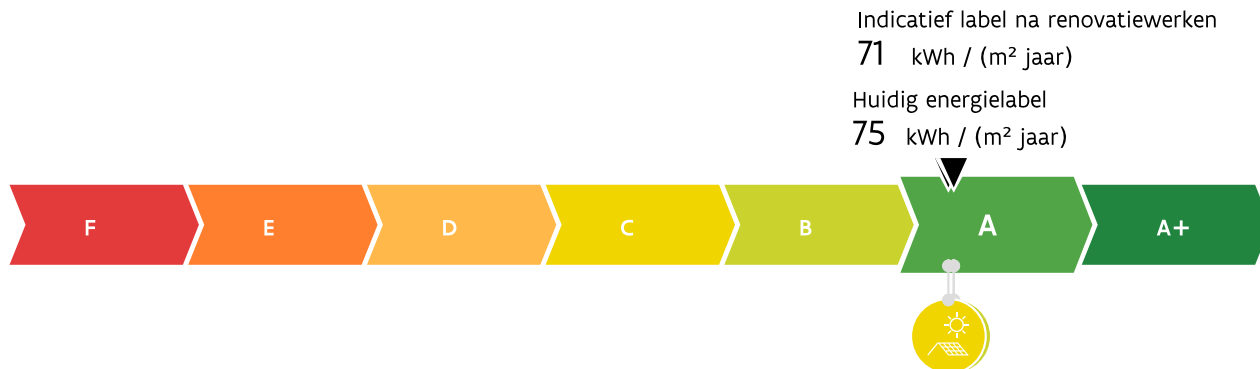 Indicatief label na renovatiewerken
71 kWh / (m² jaar)
Huidig energielabel
75 kWh / (m² jaar)
F E D C B A A+